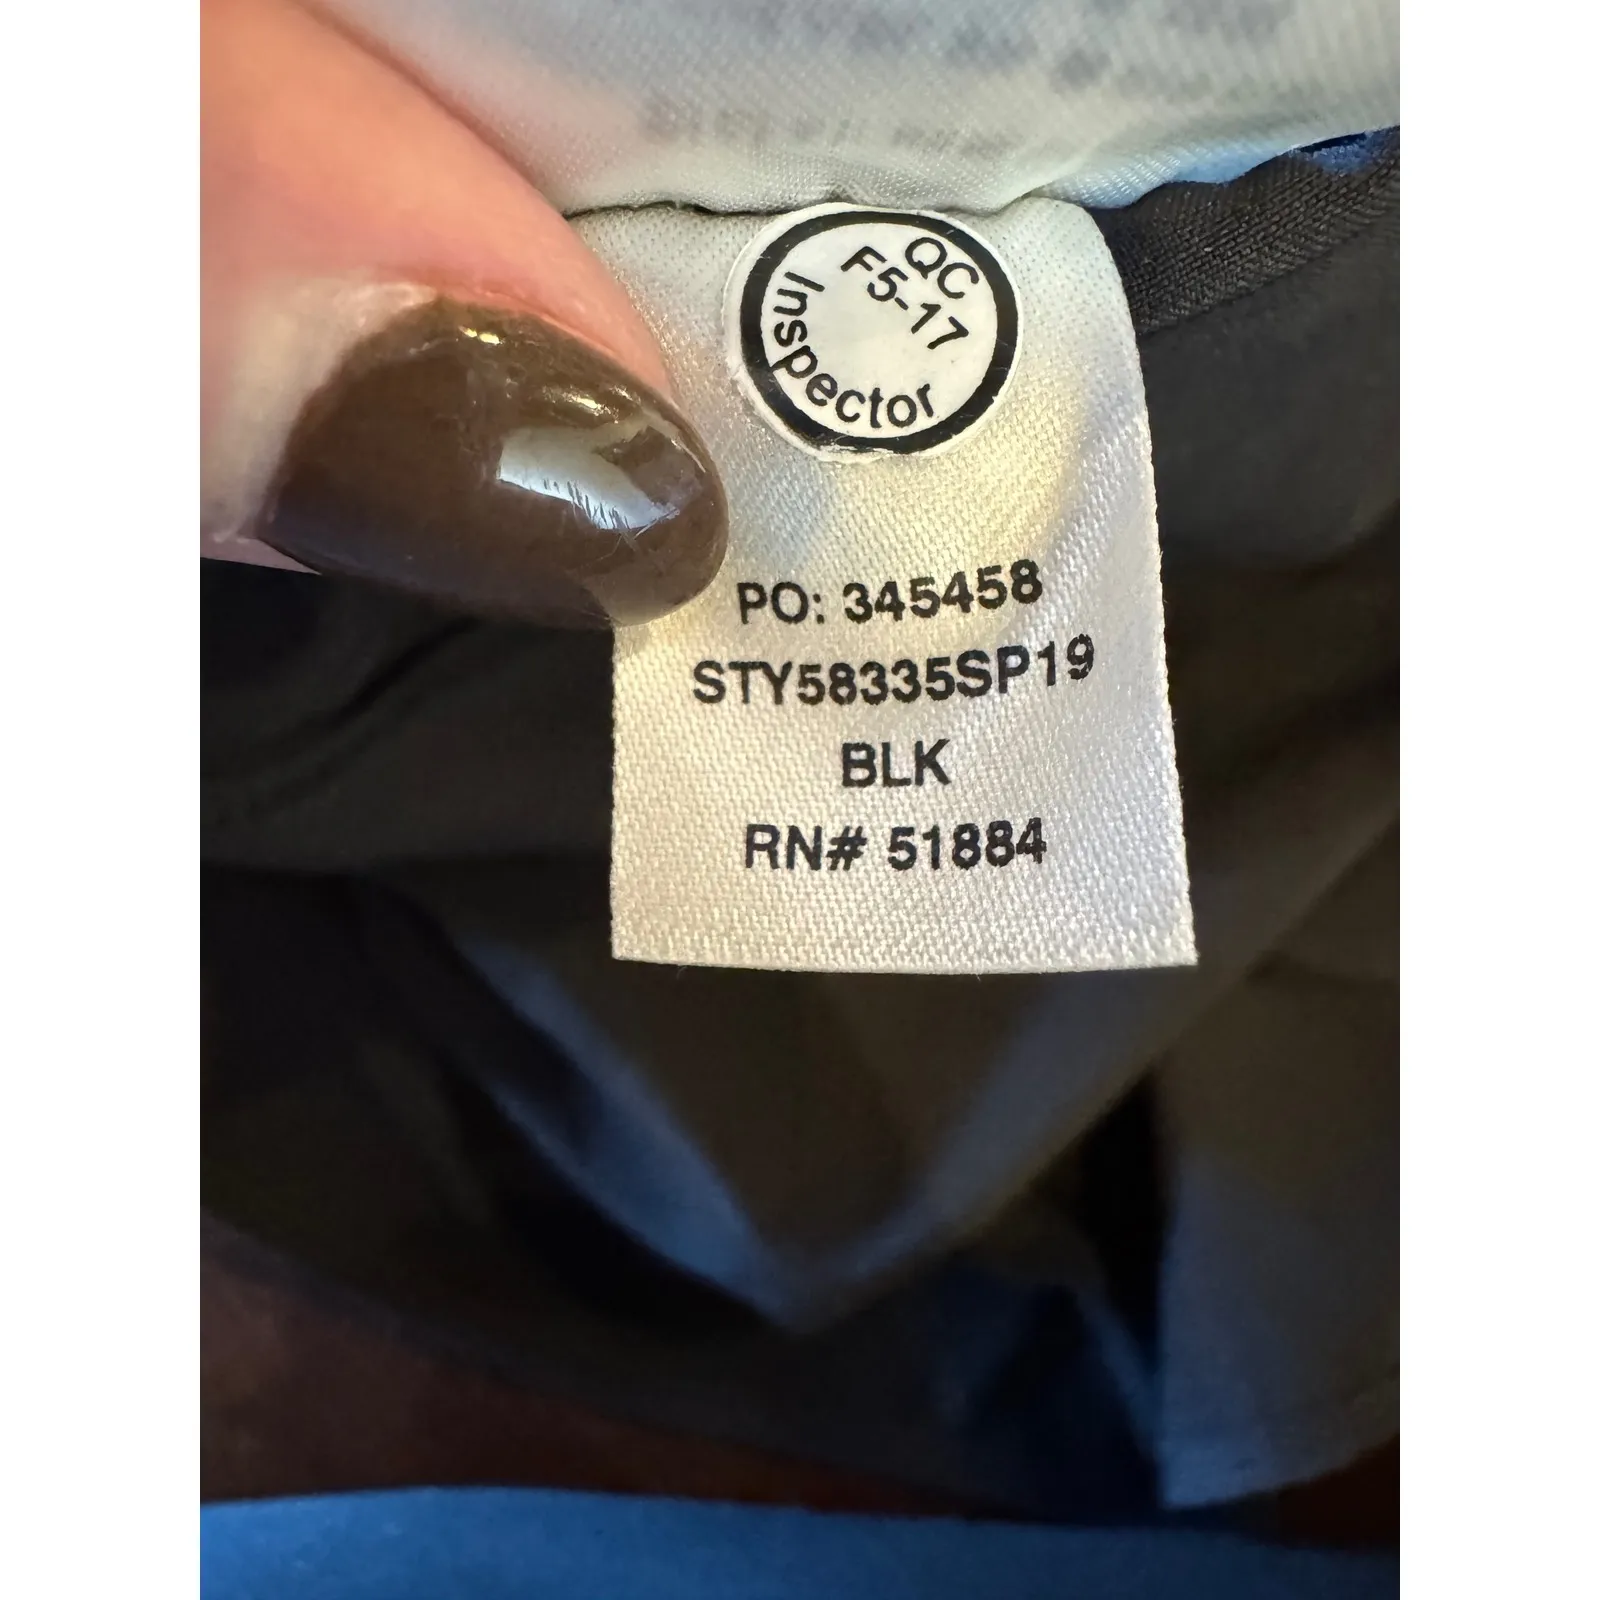 QC
F5-17
Inspector
PO: 345458
STY58335SP19
BLK
RN# 51884